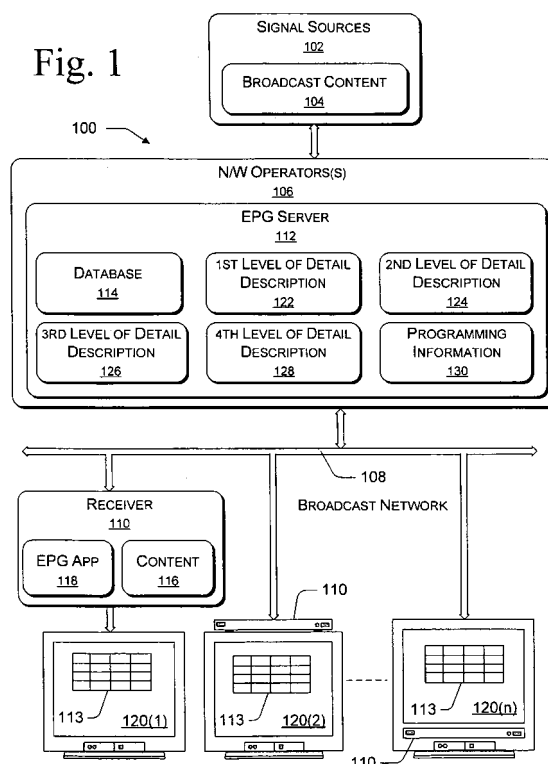 Fig. 1
SIGNAL SOURCES
102
BROADCAST CONTENT
104
100
N/W OPERATORS(S)
106
EPG SERVER
112
DATABASE
114
1ST LEVEL OF DETAIL
DESCRIPTION
122
2ND LEVEL OF DETAIL
DESCRIPTION
124
3RD LEVEL OF DETAIL
DESCRIPTION
126
4TH LEVEL OF DETAIL
DESCRIPTION
128
PROGRAMMING
INFORMATION
130
108
BROADCAST NETWORK
RECEIVER
110
EPG APP
118
CONTENT
116
110
113
120(1)
113
120(2)
113
120(n)
110